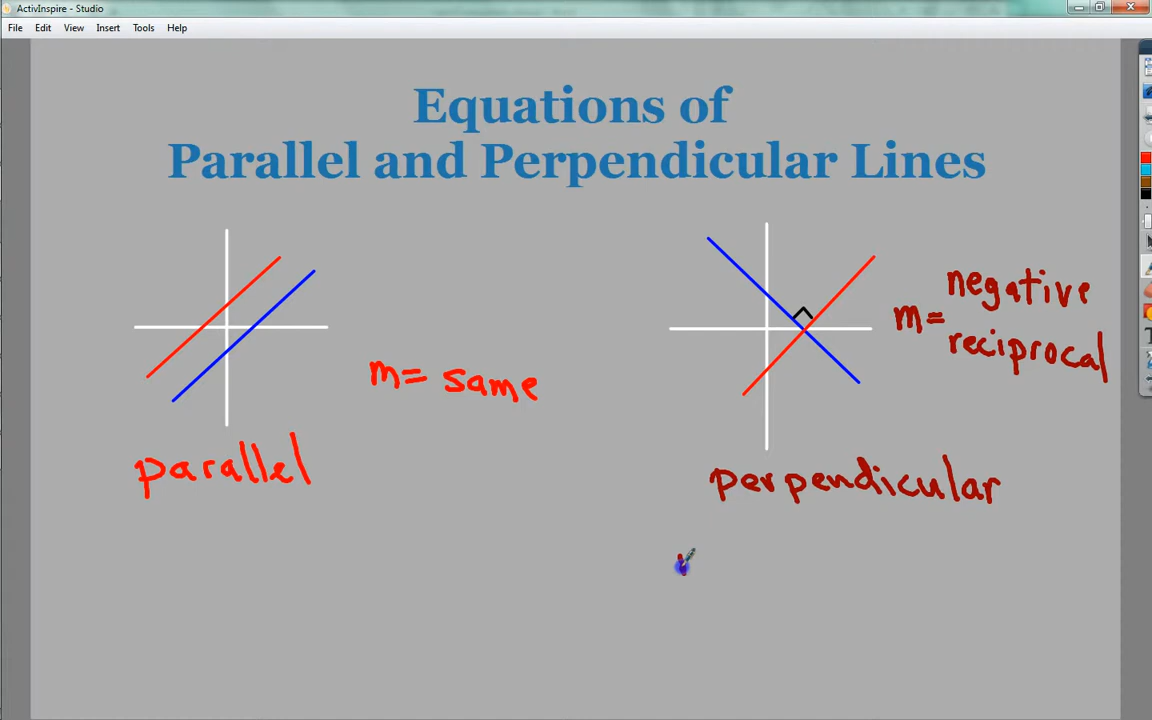 ActivInspire - Studio
File Edit View Insert Tools Help
Equations of
Parallel and Perpendicular Lines
m= same
parallel
negative
m=
reciprocal
perpendicular